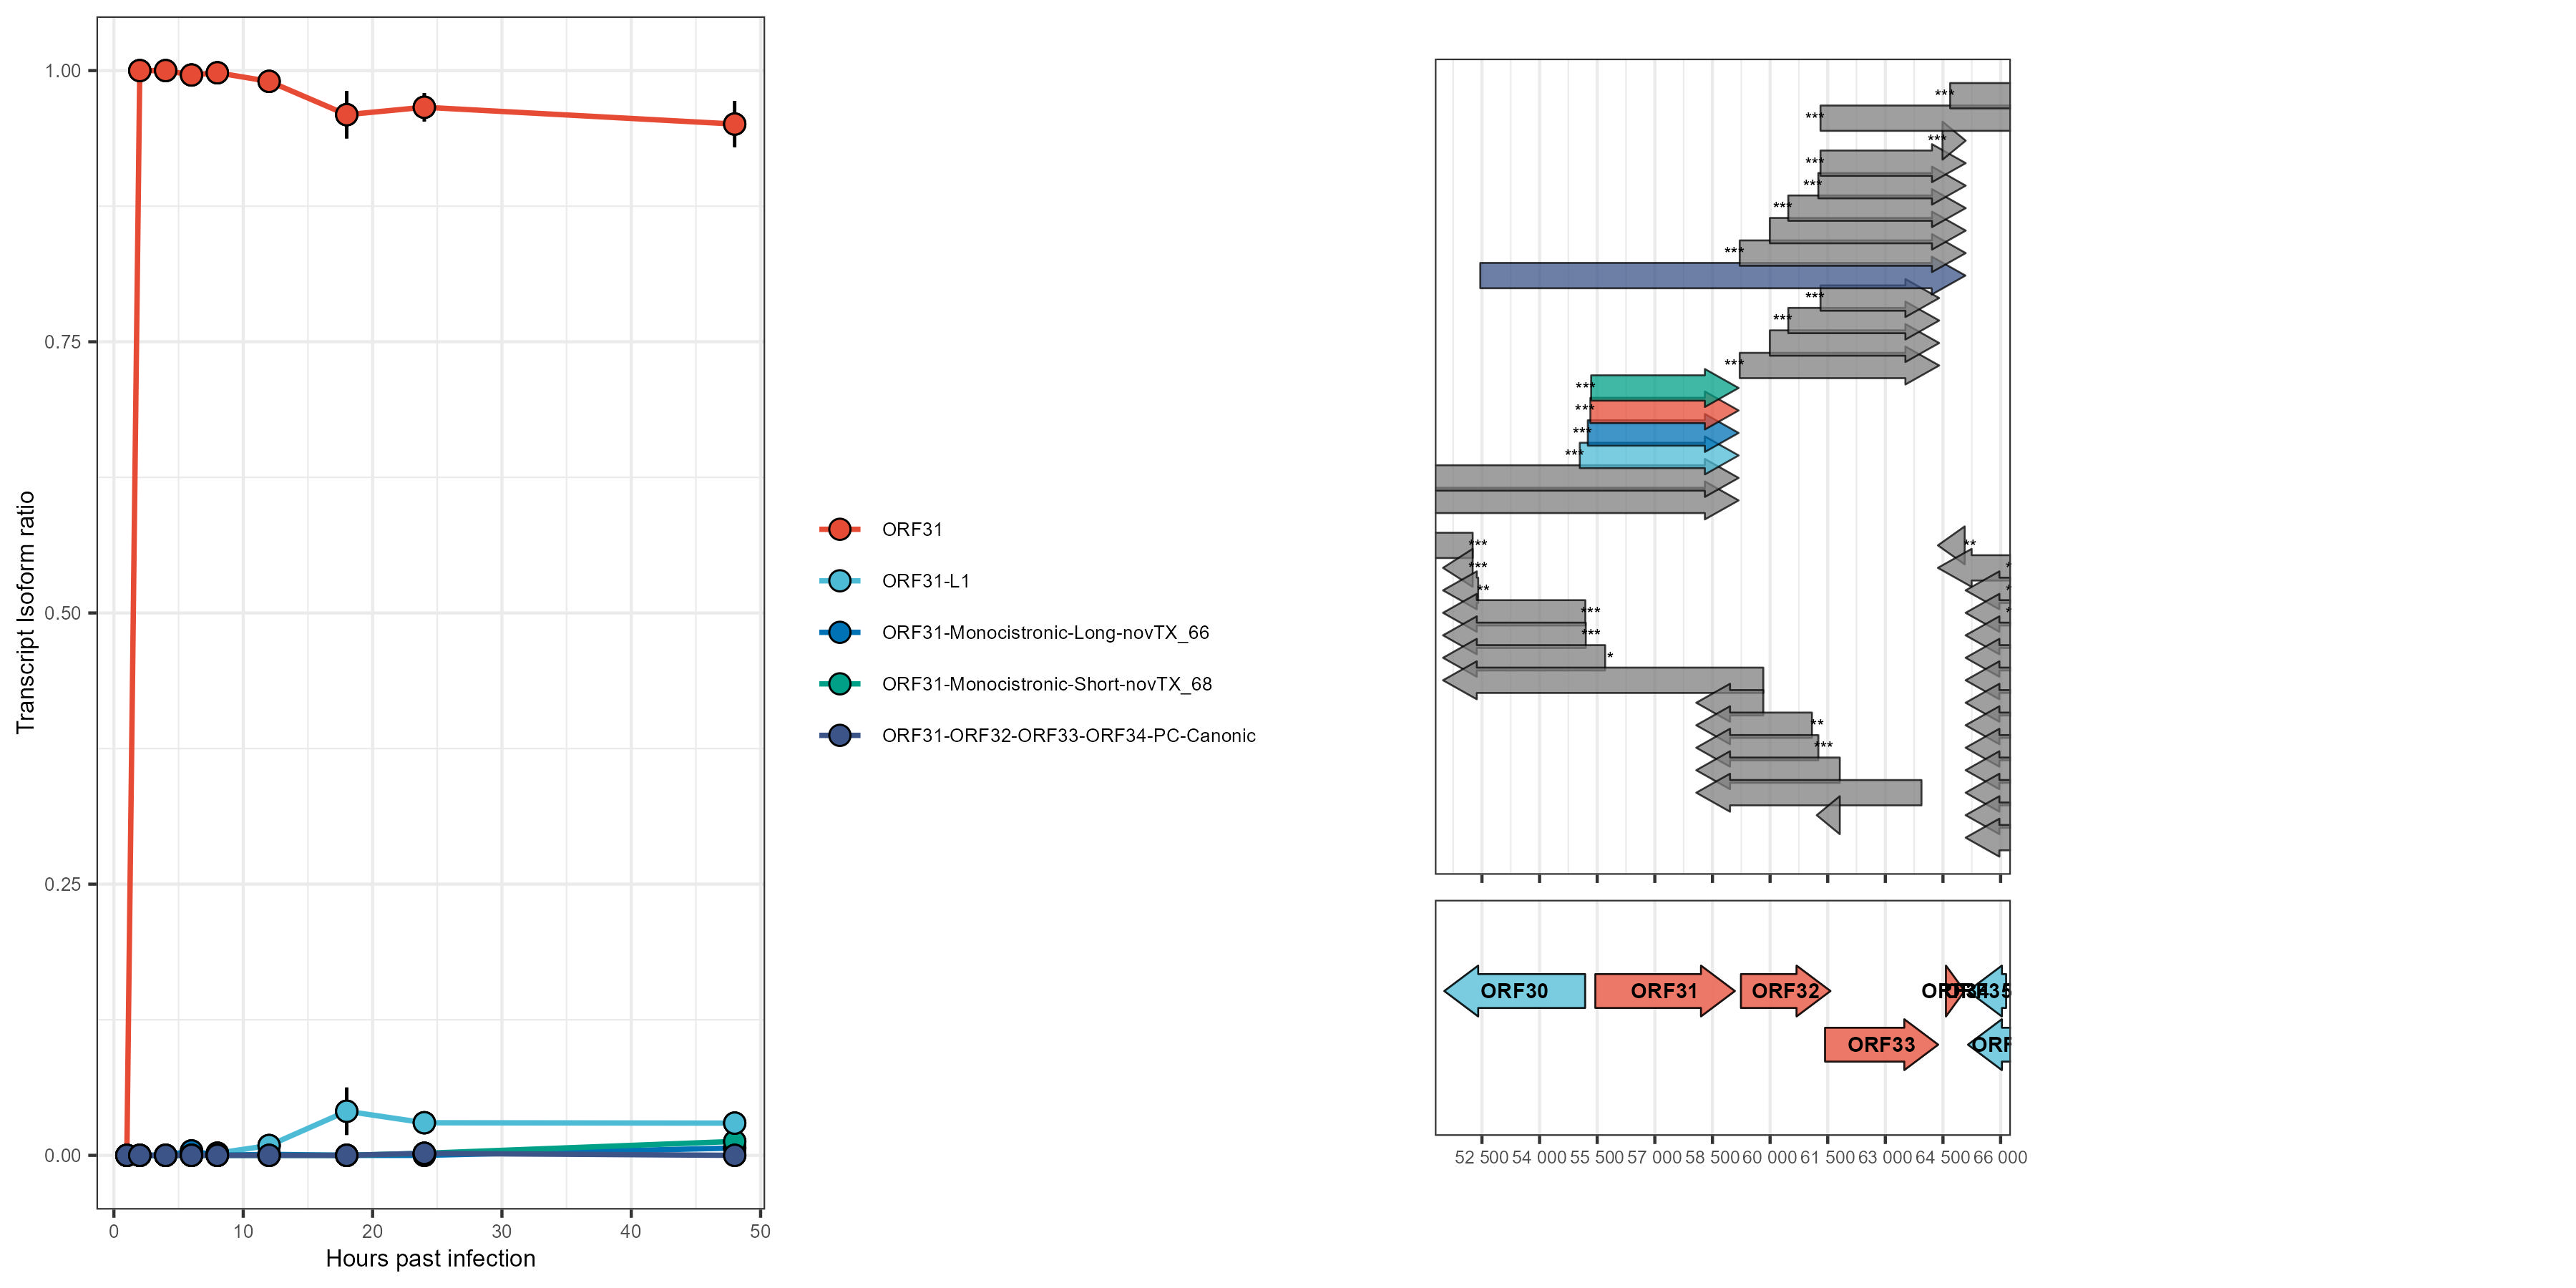 1.00
0.75
0.50
0.25
0.00
Transcript Isoform ratio
0 10 20 30 40 50
Hours past infection
ORF31
ORF31-L1
ORF31-Monocistronic-Long-novTX_66
ORF31-Monocistronic-Short-novTX_68
ORF31-ORF32-ORF33-ORF34-PC-Canonic
***
***
***
***
***
***
***
***
***
***
***
***
***
***
*** **
*** *
** *
*** *
***
*
**
***
ORF30 ORF31 ORF32
ORF33
52 500 54 000 55 500 57 000 58 500 60 000 61 500 63 000 64 500 66 000